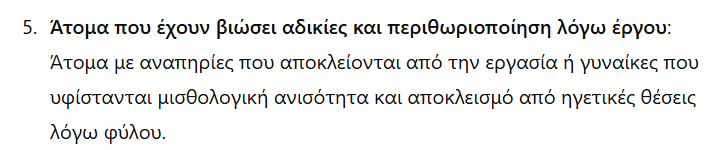 5. Άτομα που έχουν βιώσει αδικίες και περιθωριοποίηση λόγω έργου:
Άτομα με αναπηρίες που αποκλείονται από την εργασία ή γυναίκες που
υφίστανται μισθολογική ανισότητα και αποκλεισμό από ηγετικές θέσεις
λόγω φύλου.